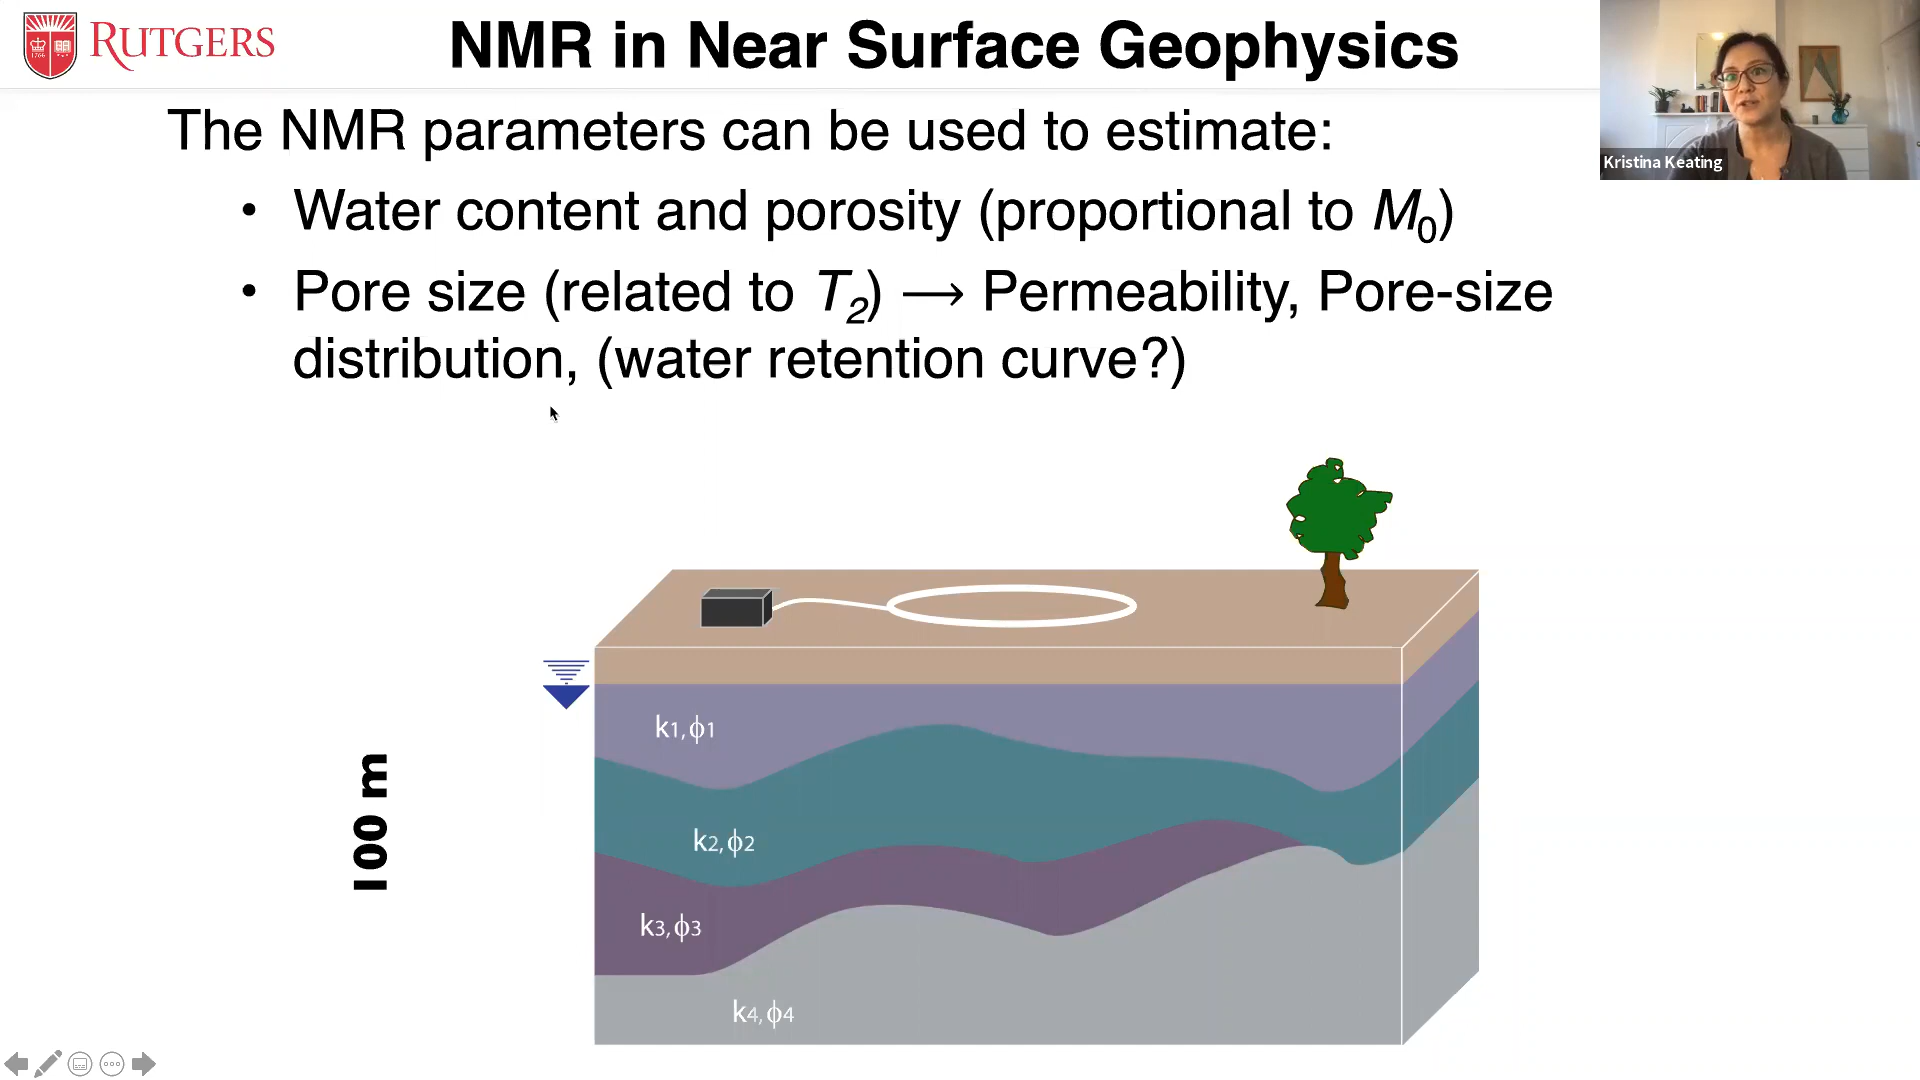 RUTGERS
NMR in Near Surface Geophysics
Kristina Keating
The NMR parameters can be used to estimate:
• Water content and porosity (proportional to M0)
• Pore size (related to T2) ⟶ Permeability, Pore-size
distribution, (water retention curve?)
100 m
k1,ϕ1
k2,ϕ2
k3,ϕ3
k4,ϕ4